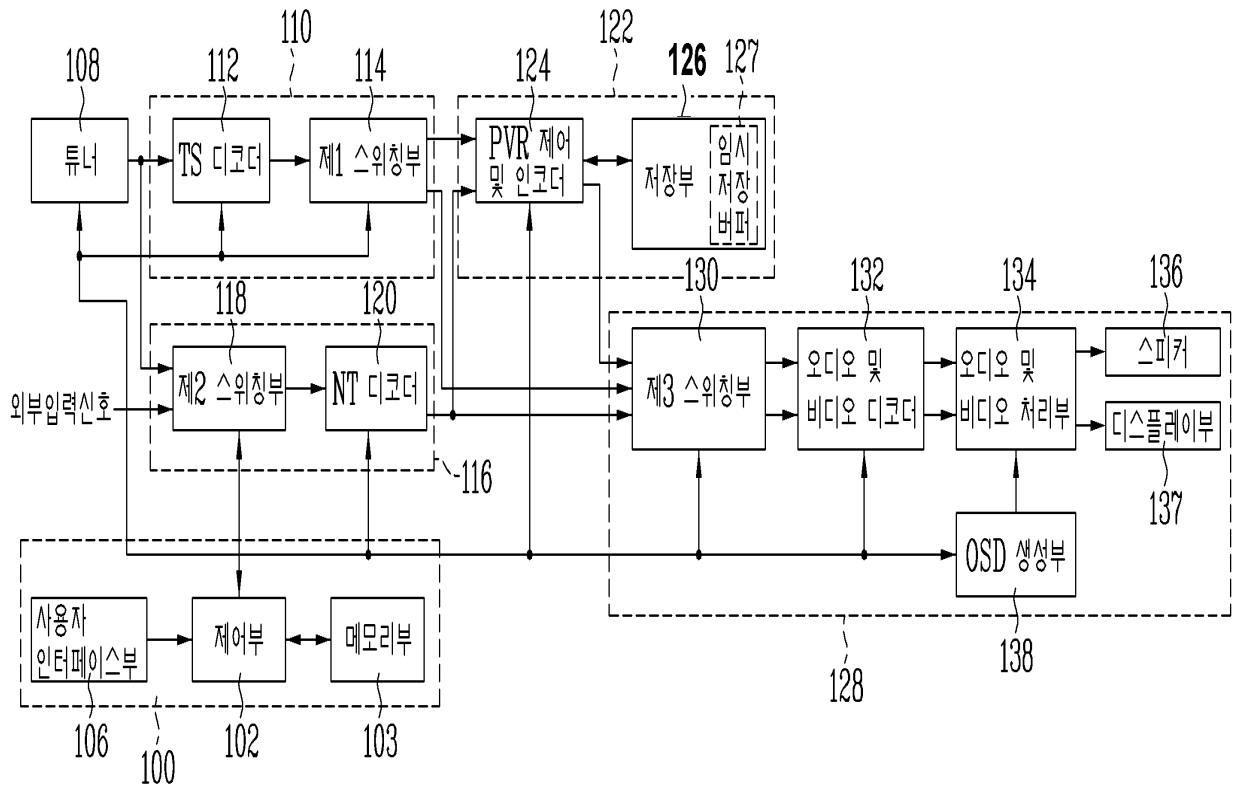 110
122
108
112
114
124
126
127
튜너
TS 디코더
제1 스위칭부
PVR 제어
및 인코더
저장부
임시
저장
버퍼
118
120
130
132
134
136
외부입력신호
제2 스위칭부
NT 디코더
제3 스위칭부
오디오 및
비디오 디코더
오디오 및
비디오 처리부
스피커
디스플레이부
116
137
OSD 생성부
138
사용자
인터페이스부
제어부
메모리부
128
106
100
102
103